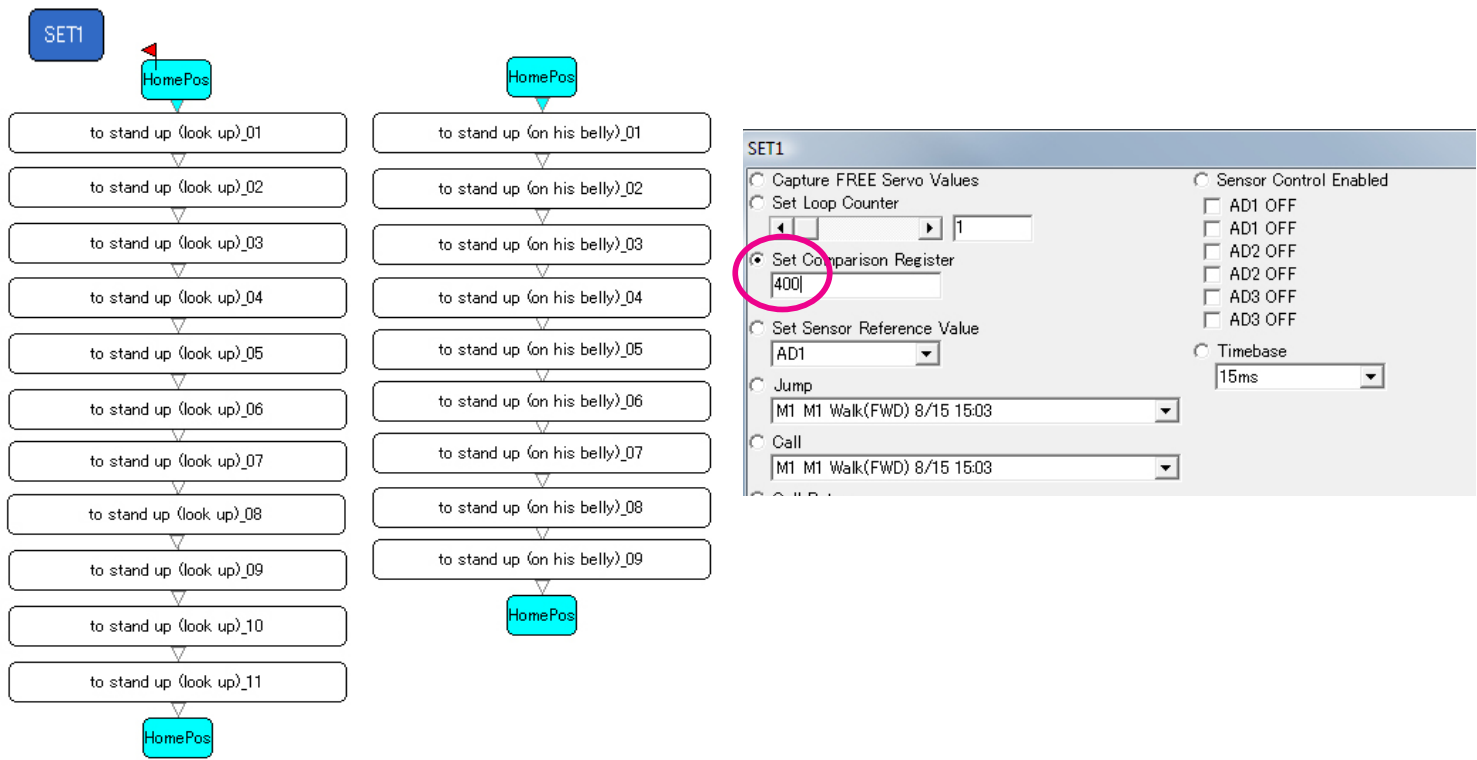 SET1
HomePos
to stand up (look up)_01
to stand up (look up)_02
to stand up (look up)_03
to stand up (look up)_04
to stand up (look up)_05
to stand up (look up)_06
to stand up (look up)_07
to stand up (look up)_08
to stand up (look up)_09
to stand up (look up)_10
to stand up (look up)_11
HomePos
HomePos
to stand up (on his belly)_01
to stand up (on his belly)_02
to stand up (on his belly)_03
to stand up (on his belly)_04
to stand up (on his belly)_05
to stand up (on his belly)_06
to stand up (on his belly)_07
to stand up (on his belly)_08
to stand up (on his belly)_09
HomePos
SET1
Capture FREE Servo Values
Set Loop Counter
1
Set Comparison Register
400
Set Sensor Reference Value
AD1
Jump
M1 M1 Walk(FWD) 8/15 15:03
Call
M1 M1 Walk(FWD) 8/15 15:03
Sensor Control Enabled
AD1 OFF
AD1 OFF
AD2 OFF
AD2 OFF
AD3 OFF
AD3 OFF
Timebase
15ms